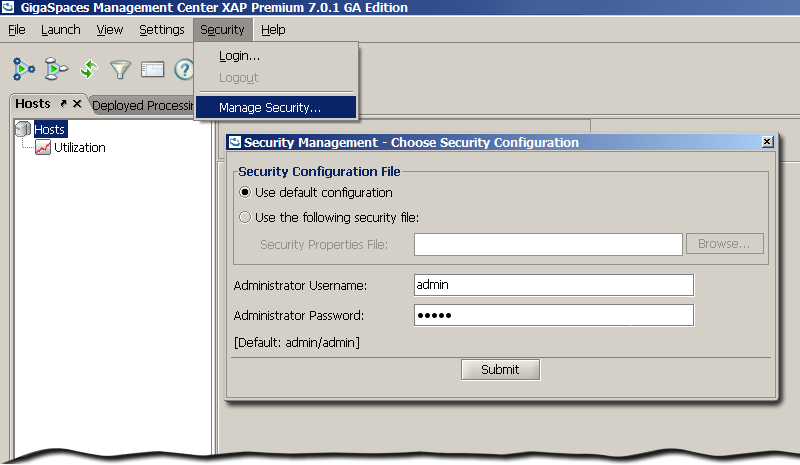 GigaSpaces Management Center XAP Premium 7.0.1 GA Edition
File Launch View Settings Security Help
Login...
Logout
Manage Security...
Hosts Deployed Processin
Hosts
Utilization
Security Management - Choose Security Configuration
Security Configuration File
Use default configuration
Use the following security file:
Security Properties File: Browse...
Administrator Username: admin
Administrator Password: •••••
[Default: admin/admin]
Submit